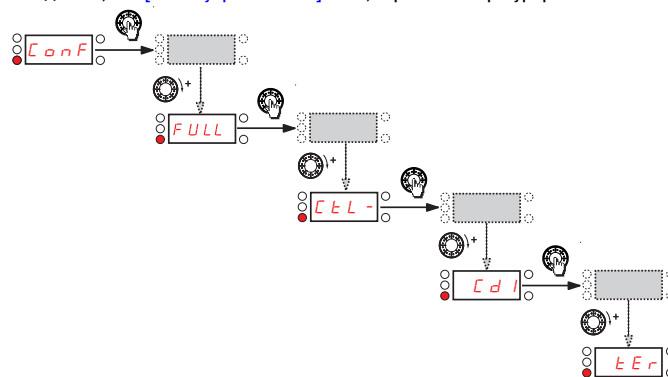 ConF
+
FULL
+
CtL-
+
Cd1
+
tEr